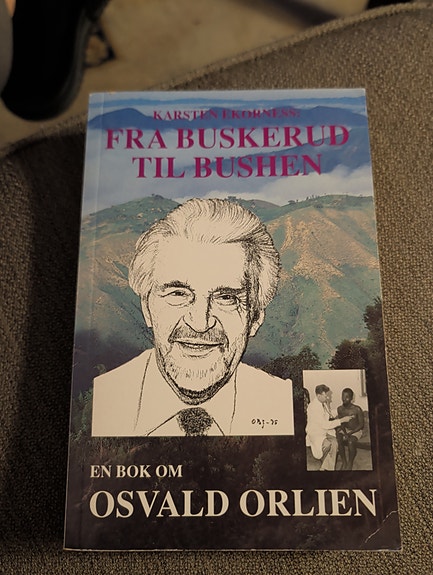 KARSTEN EKORNESS:
FRA BUSKERUD
TIL BUSHEN
EN BOK OM
OSVALD ORLIEN